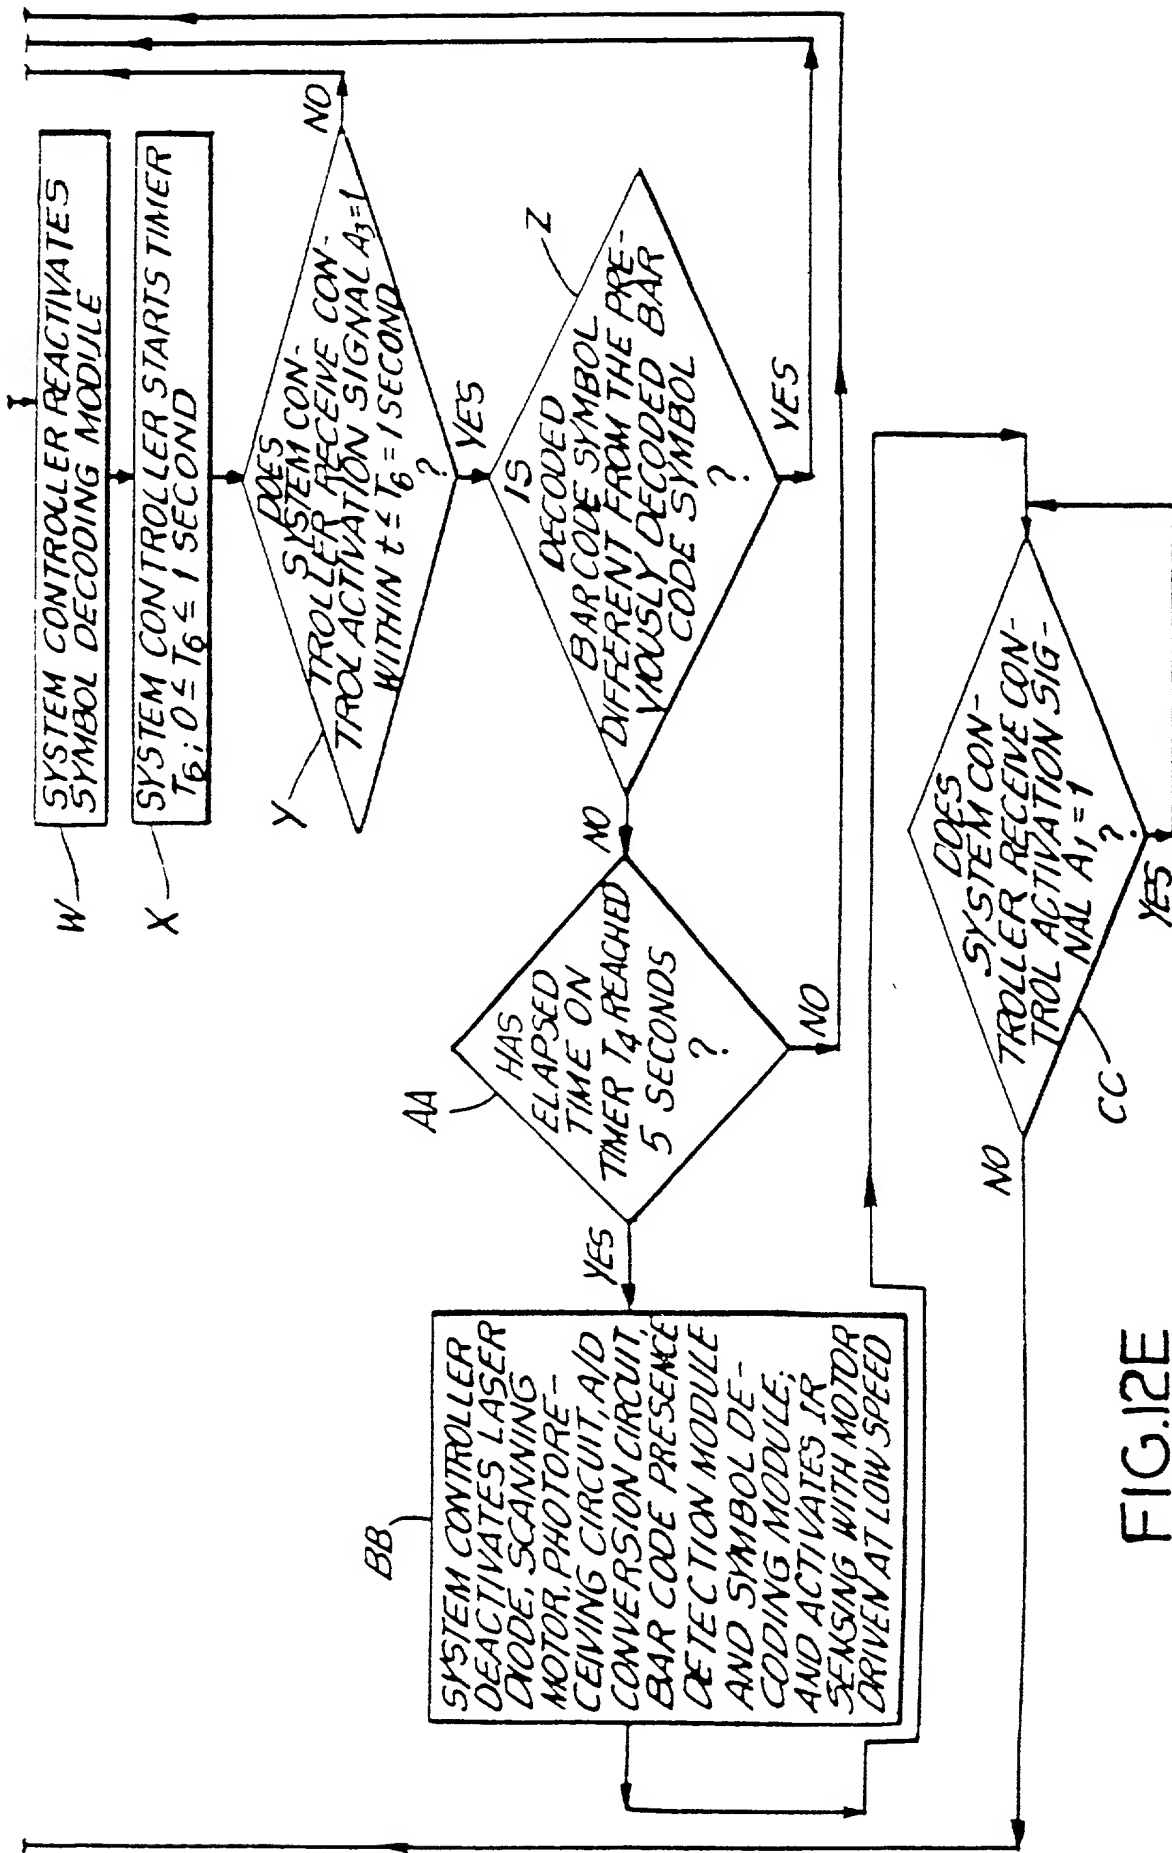 W
SYSTEM CONTROLLER REACTIVATES
SYMBOL DECODING MODULE
X
SYSTEM CONTROLLER STARTS TIMER
T6; 0 ≤ T6 ≤ 1 SECOND
Y
DOES
SYSTEM CON-
TROLLER RECEIVE CON-
TROL ACTIVATION SIGNAL A3=1
WITHIN t ≤ T6 = 1 SECOND
?
NO
YES
Z
IS
DECODED
BAR CODE SYMBOL
DIFFERENT FROM THE PRE-
VIOUSLY DECODED BAR
CODE SYMBOL
?
YES
NO
AA
HAS
ELAPSED
TIME ON
TIMER T4 REACHED
5 SECONDS
?
NO
YES
BB
SYSTEM CONTROLLER
DEACTIVATES LASER
DIODE, SCANNING
MOTOR, PHOTORE-
CEIVING CIRCUIT, A/D
CONVERSION CIRCUIT,
BAR CODE PRESENCE
DETECTION MODULE
AND SYMBOL DE-
CODING MODULE;
AND ACTIVATES IR
SENSING WITH MOTOR
DRIVEN AT LOW SPEED
CC
DOES
SYSTEM CON-
TROLLER RECEIVE CON-
TROL ACTIVATION SIG-
NAL A1 = 1
?
YES
NO
FIG.12E